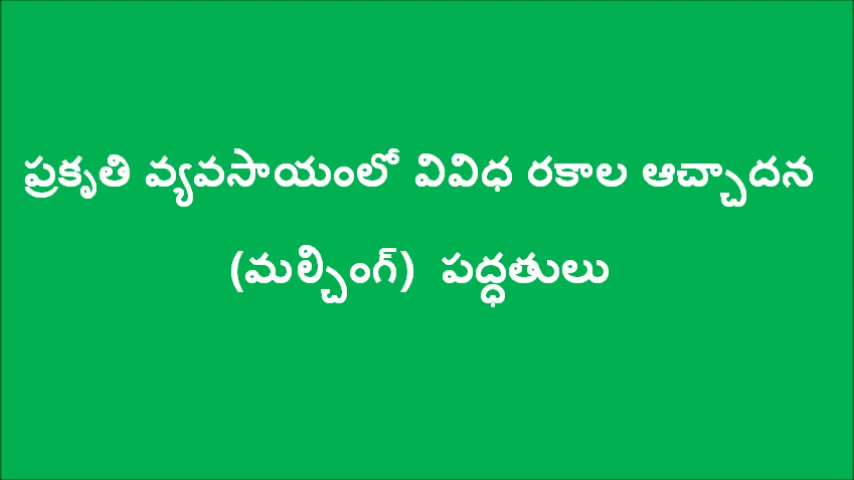 ప్రకృతి వ్యవసాయంలో వివిధ రకాల ఆచ్చాదన
(మల్చింగ్) పద్ధతులు